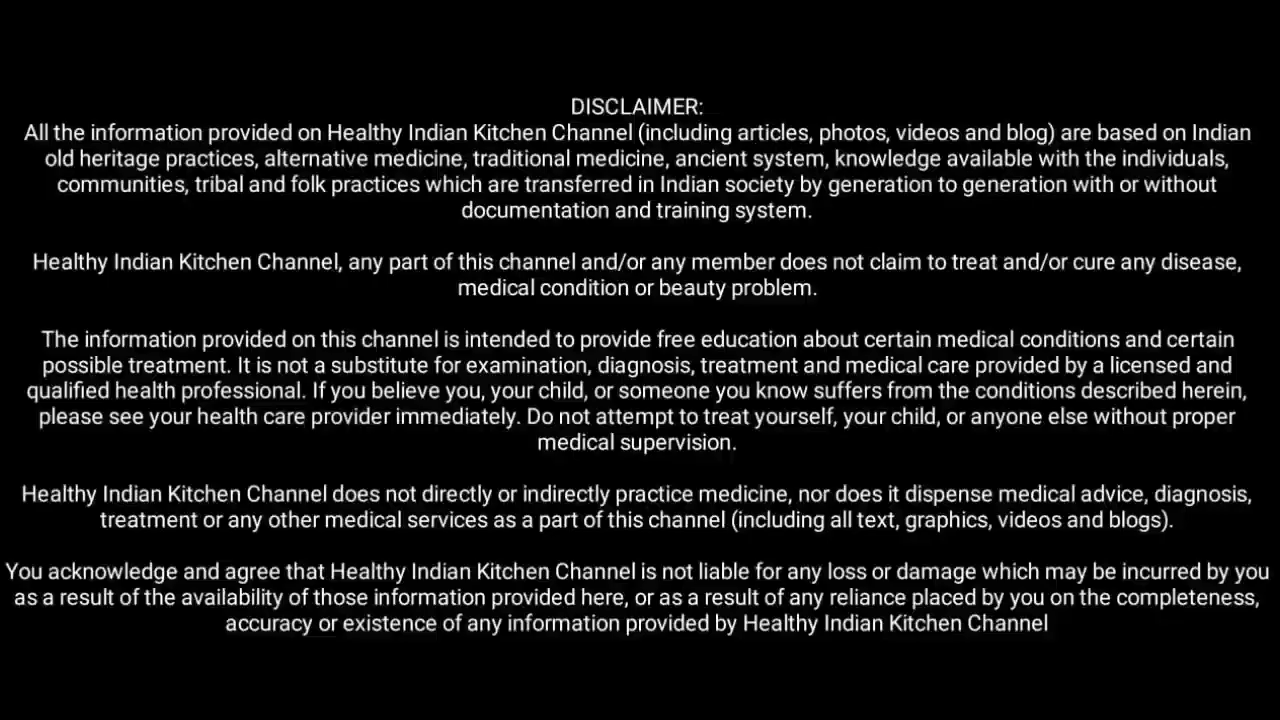 DISCLAIMER:
All the information provided on Healthy Indian Kitchen Channel (including articles, photos, videos and blog) are based on Indian
old heritage practices, alternative medicine, traditional medicine, ancient system, knowledge available with the individuals,
communities, tribal and folk practices which are transferred in Indian society by generation to generation with or without
documentation and training system.
Healthy Indian Kitchen Channel, any part of this channel and/or any member does not claim to treat and/or cure any disease,
medical condition or beauty problem.
The information provided on this channel is intended to provide free education about certain medical conditions and certain
possible treatment. It is not a substitute for examination, diagnosis, treatment and medical care provided by a licensed and
qualified health professional. If you believe you, your child, or someone you know suffers from the conditions described herein,
please see your health care provider immediately. Do not attempt to treat yourself, your child, or anyone else without proper
medical supervision.
Healthy Indian Kitchen Channel does not directly or indirectly practice medicine, nor does it dispense medical advice, diagnosis,
treatment or any other medical services as a part of this channel (including all text, graphics, videos and blogs).
You acknowledge and agree that Healthy Indian Kitchen Channel is not liable for any loss or damage which may be incurred by you
as a result of the availability of those information provided here, or as a result of any reliance placed by you on the completeness,
accuracy or existence of any information provided by Healthy Indian Kitchen Channel